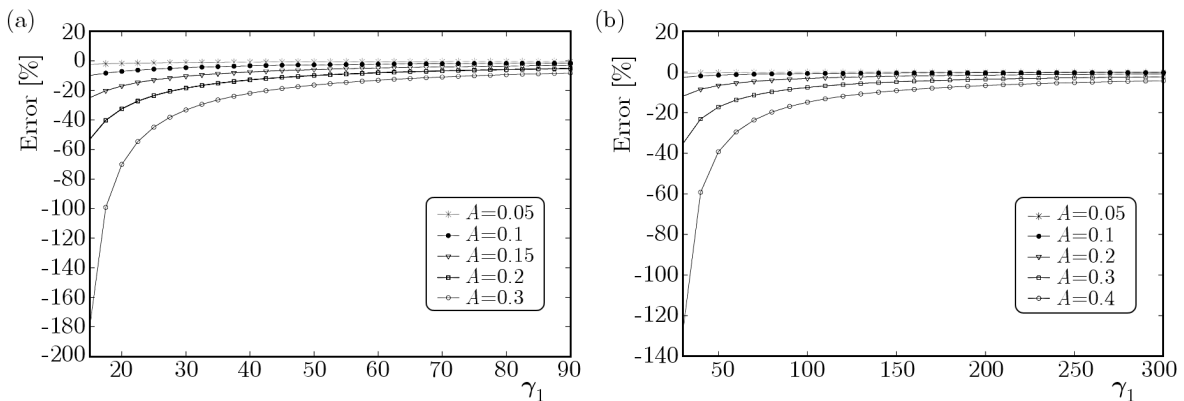 (a)
20
0
-20
-40
-60
-80
-100
-120
-140
-160
-180
-200
Error [%]
20 30 40 50 60 70 80 90
γ1
A=0.05
A=0.1
A=0.15
A=0.2
A=0.3
(b)
20
0
-20
-40
-60
-80
-100
-120
-140
Error [%]
50 100 150 200 250 300
γ1
A=0.05
A=0.1
A=0.2
A=0.3
A=0.4